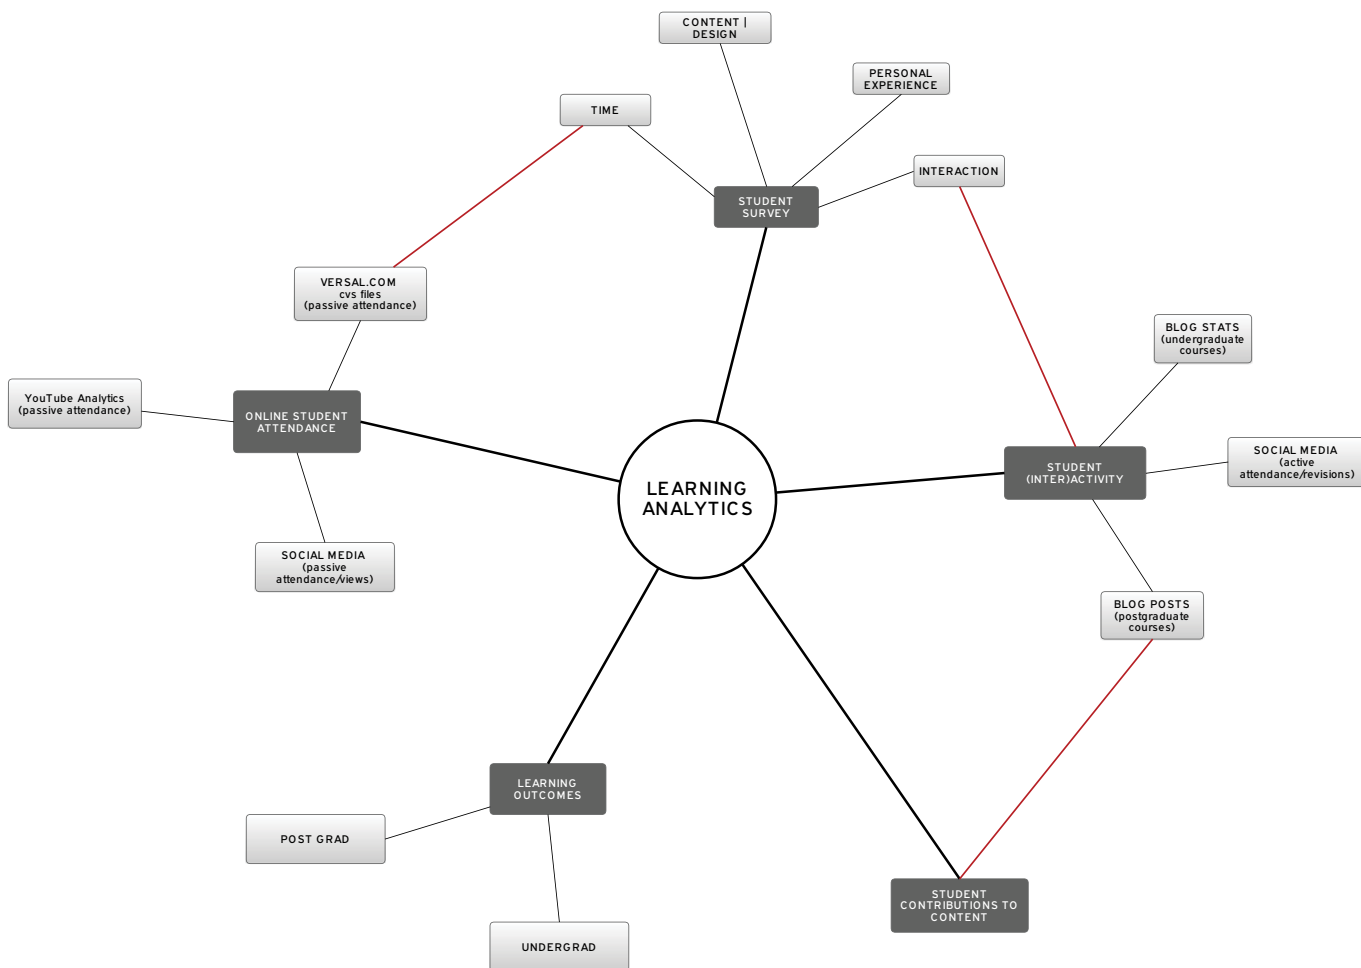 CONTENT |
DESIGN
PERSONAL
EXPERIENCE
TIME
INTERACTION
STUDENT
SURVEY
VERSAL.COM
cvs files
(passive attendance)
BLOG STATS
(undergraduate
courses)
YouTube Analytics
(passive attendance)
ONLINE STUDENT
ATTENDANCE
SOCIAL MEDIA
(active
attendance/revisions)
STUDENT
(INTER)ACTIVITY
LEARNING
ANALYTICS
SOCIAL MEDIA
(passive
attendance/views)
BLOG POSTS
(postgraduate
courses)
LEARNING
OUTCOMES
POST GRAD
STUDENT
CONTRIBUTIONS TO
CONTENT
UNDERGRAD